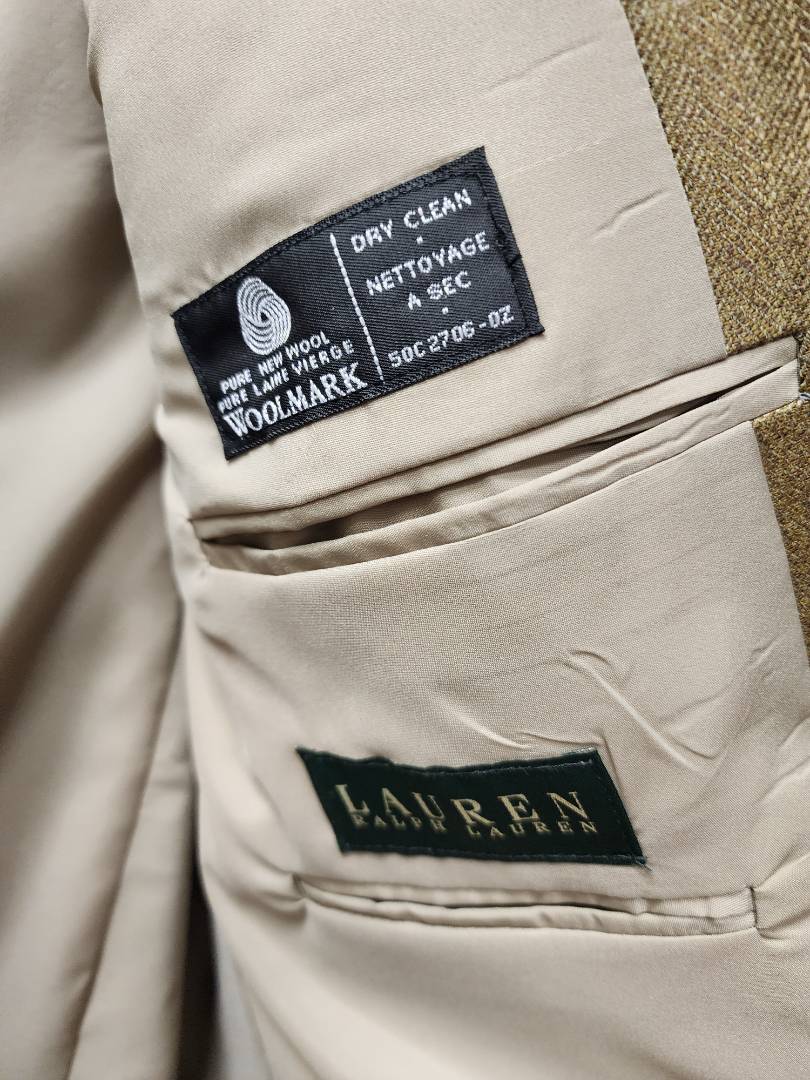 PURE NEW WOOL
PURE LAINE VIERGE
WOOLMARK
DRY CLEAN
·
NETTOYAGE
A SEC
·
50C2706-0Z
LAUREN
RALPH LAUREN